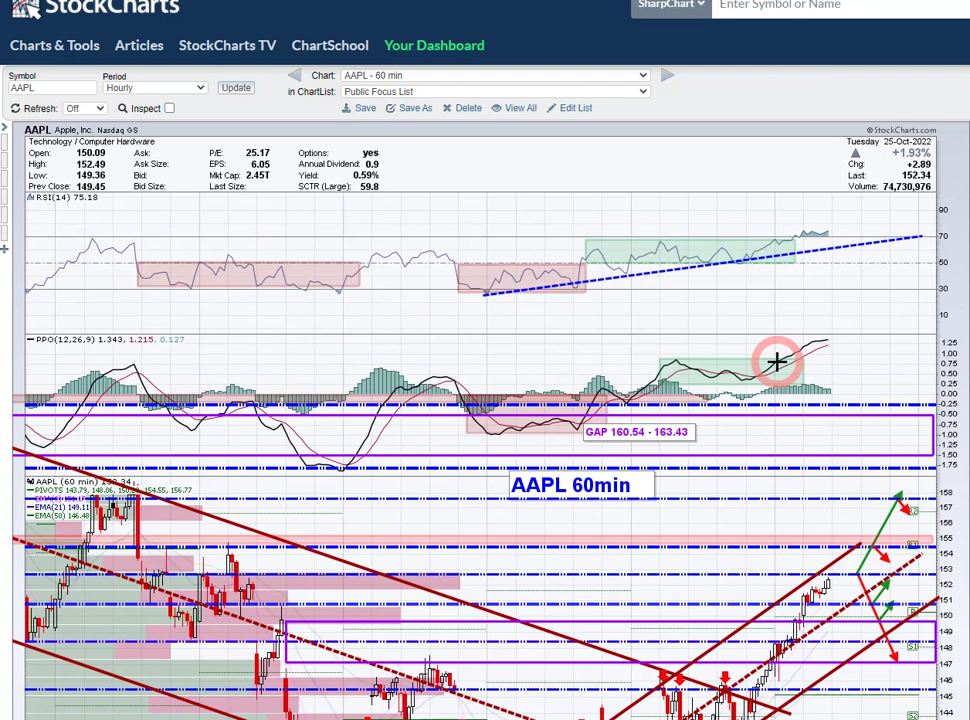 StockCharts
SharpChart
Enter Symbol or Name
Charts & Tools Articles StockCharts TV ChartSchool Your Dashboard
Symbol Period
AAPL Hourly Update
Chart: AAPL - 60 min
in ChartList: Public Focus List
Refresh: Off Inspect
Save Save As Delete View All Edit List
AAPL Apple, Inc. Nasdaq GS
© StockCharts.com
Technology / Computer Hardware
Tuesday 25-Oct-2022
Open: 150.09 Ask: P/E: 25.17 Options: yes
+1.93%
High: 152.49 Ask Size: EPS: 6.05 Annual Dividend: 0.9
Chg: +2.89
Low: 149.36 Bid: Mkt Cap: 2.45T Yield: 0.59%
Last: 152.34
Prev Close: 149.45 Bid Size: Last Size: SCTR (Large): 59.8
Volume: 74,730,976
RSI(14) 75.18
90
70
50
30
10
PPO(12,26,9) 1.343, 1.215, 0.127
1.25
1.00
0.75
0.50
0.25
0.00
-0.25
-0.50
-0.75
-1.00
-1.25
-1.50
-1.75
GAP 160.54 - 163.43
AAPL 60min
AAPL (60 min)
EMA(21) 149.11
EMA(50) 146.48
158
157
156
155
154
153
152
151
150
149
148
147
146
145
144
R2
R1
P
S1
S2